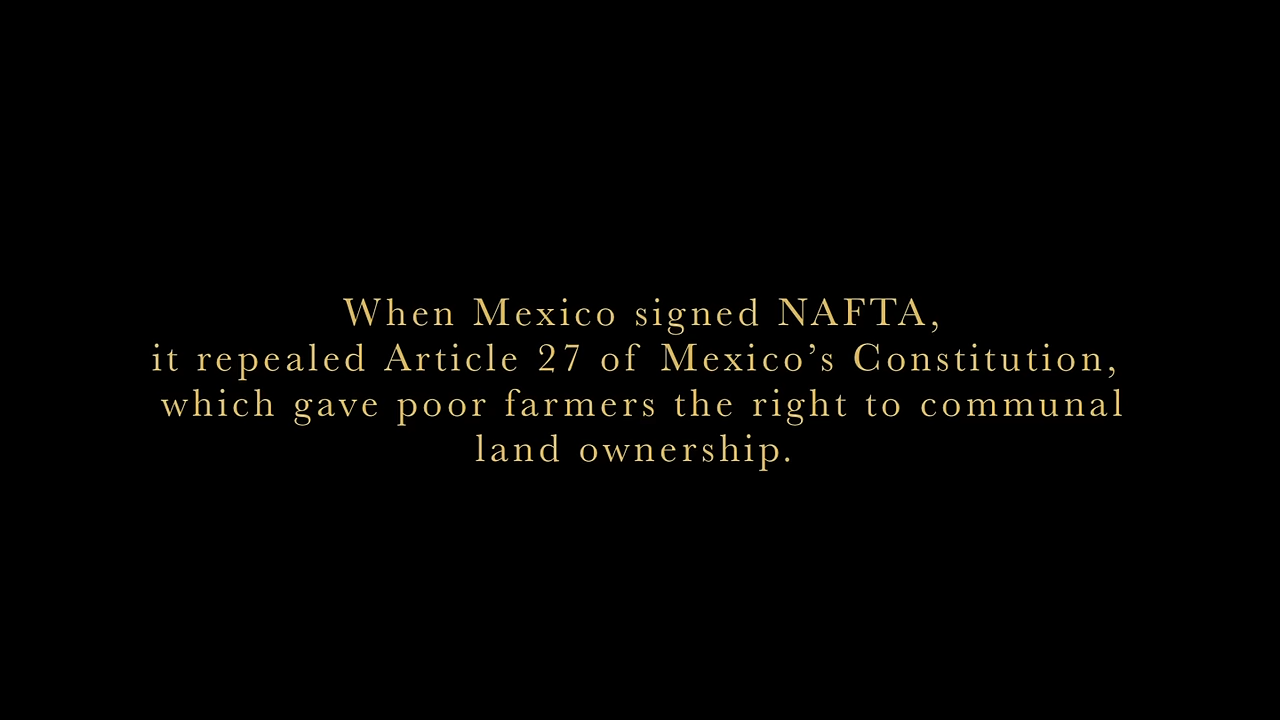 When Mexico signed NAFTA,
it repealed Article 27 of Mexico’s Constitution,
which gave poor farmers the right to communal
land ownership.